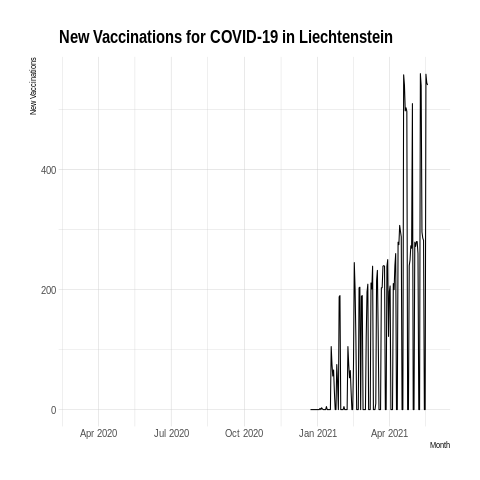 New Vaccinations for COVID-19 in Liechtenstein
New Vaccinations
400
200
0
Apr 2020 Jul 2020 Oct 2020 Jan 2021 Apr 2021
Month